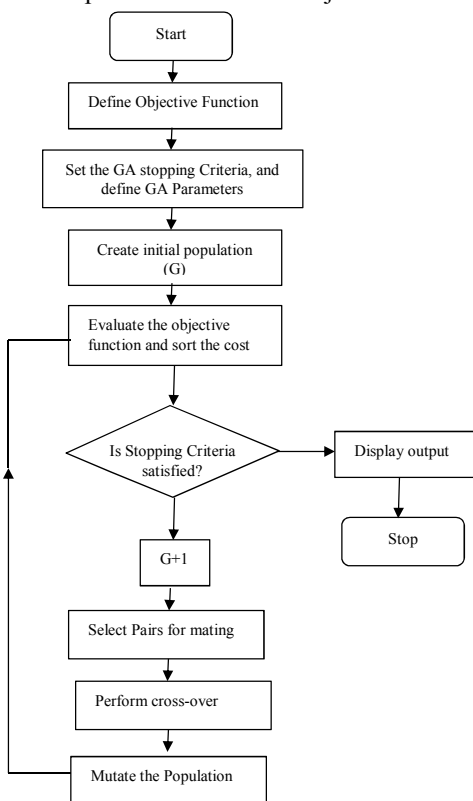 Start
Define Objective Function
Set the GA stopping Criteria, and
define GA Parameters
Create initial population
(G)
Evaluate the objective
function and sort the cost
Is Stopping Criteria
satisfied?
Display output
Stop
G+1
Select Pairs for mating
Perform cross-over
Mutate the Population